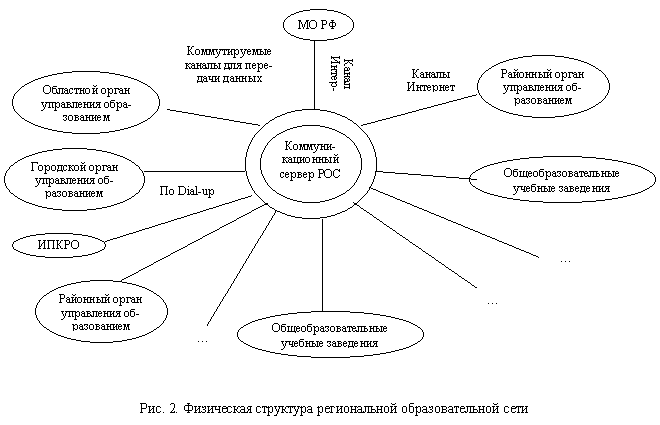 МО РФ
Коммутируемые
каналы для пере-
дачи данных
Канал
Интер-
Каналы
Интернет
Районный орган
управления об-
разованием
Областной орган
управления обра-
зованием
Коммуни-
кационный
сервер РОС
Городской орган
управления об-
разованием
По Dial-up
Общеобразовательные
учебные заведения
ИПКРО
...
...
Районный орган
управления об-
разованием
...
Общеобразовательные
учебные заведения
Рис. 2. Физическая структура региональной образовательной сети